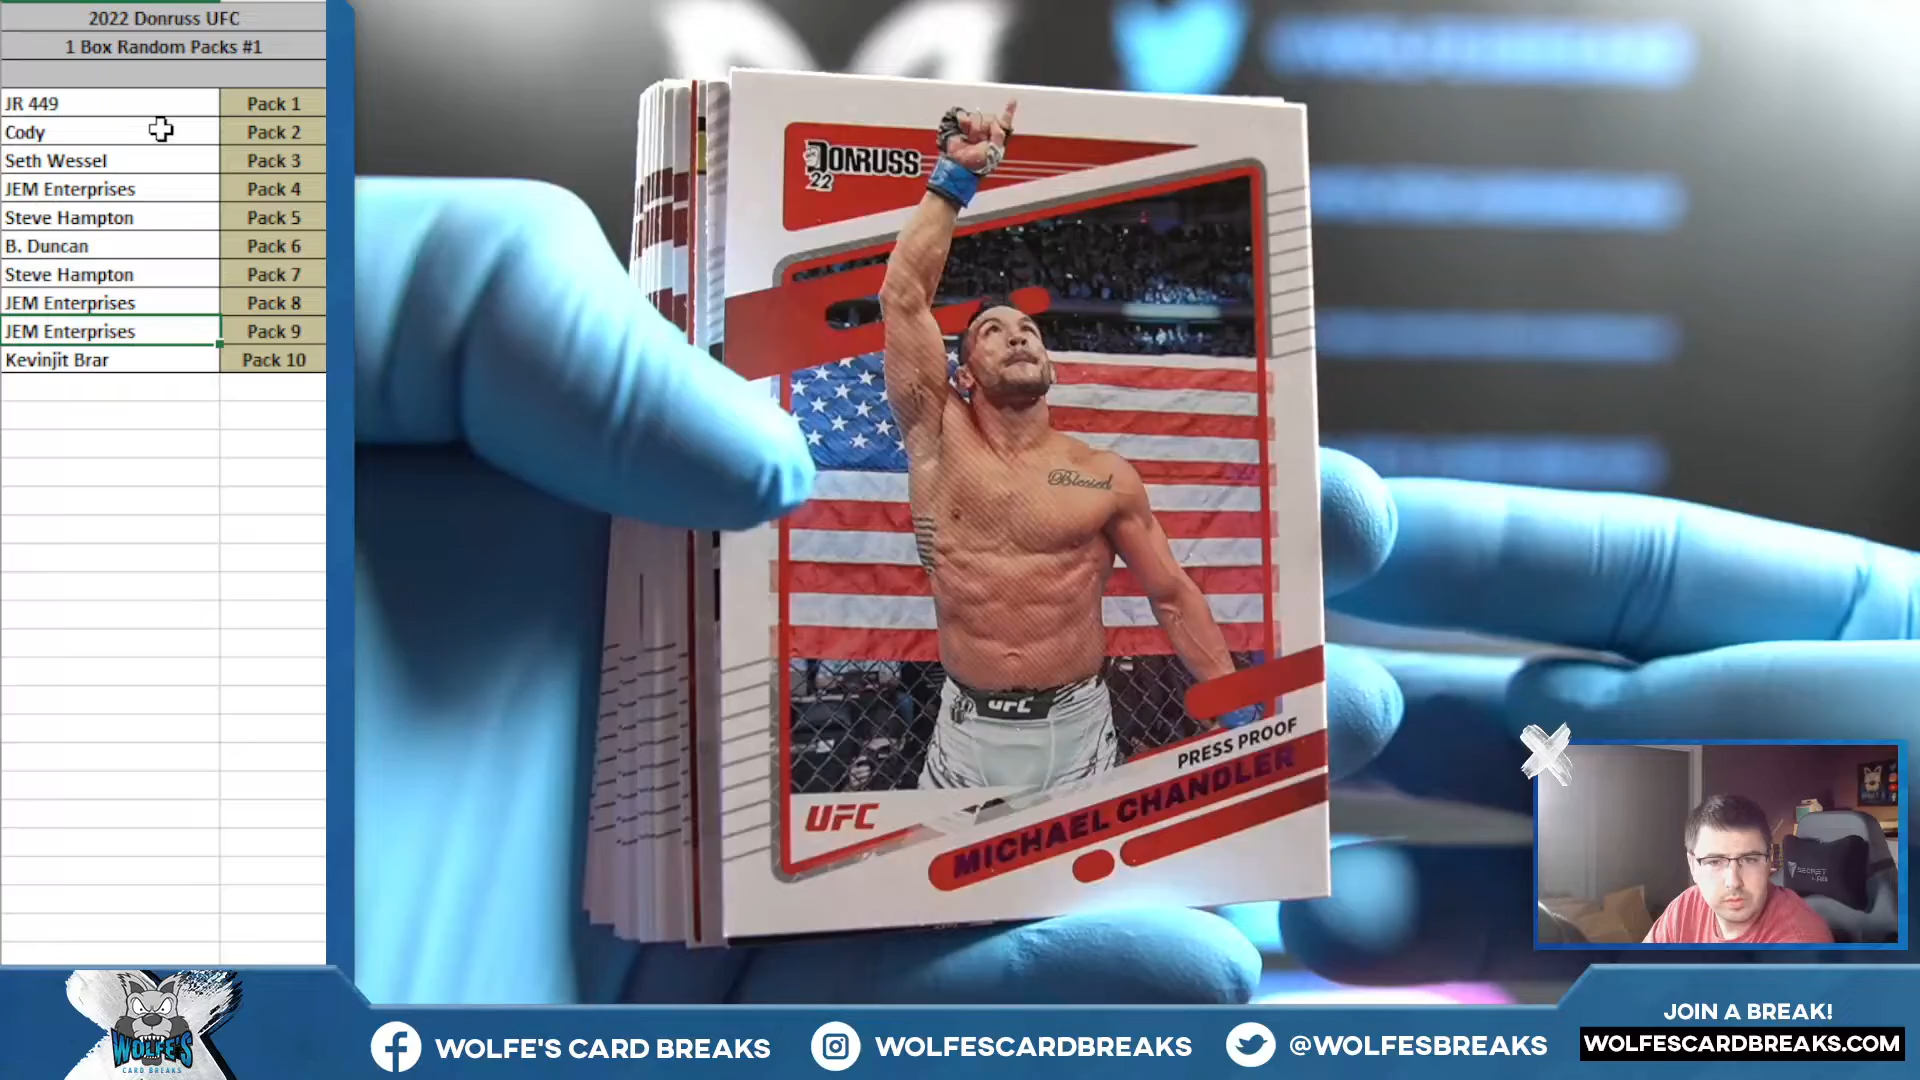 2022 Donruss UFC
1 Box Random Packs #1
JR 449 Pack 1
Cody Pack 2
Seth Wessel Pack 3
JEM Enterprises Pack 4
Steve Hampton Pack 5
B. Duncan Pack 6
Steve Hampton Pack 7
JEM Enterprises Pack 8
JEM Enterprises Pack 9
Kevinjit Brar Pack 10
DONRUSS
22
Blessed
UFC
PRESS PROOF
MICHAEL CHANDLER
UFC
SECRET
LAB
WOLFE'S
CARD BREAKS
WOLFE'S CARD BREAKS
WOLFESCARDBREAKS
@WOLFESBREAKS
JOIN A BREAK!
WOLFESCARDBREAKS.COM